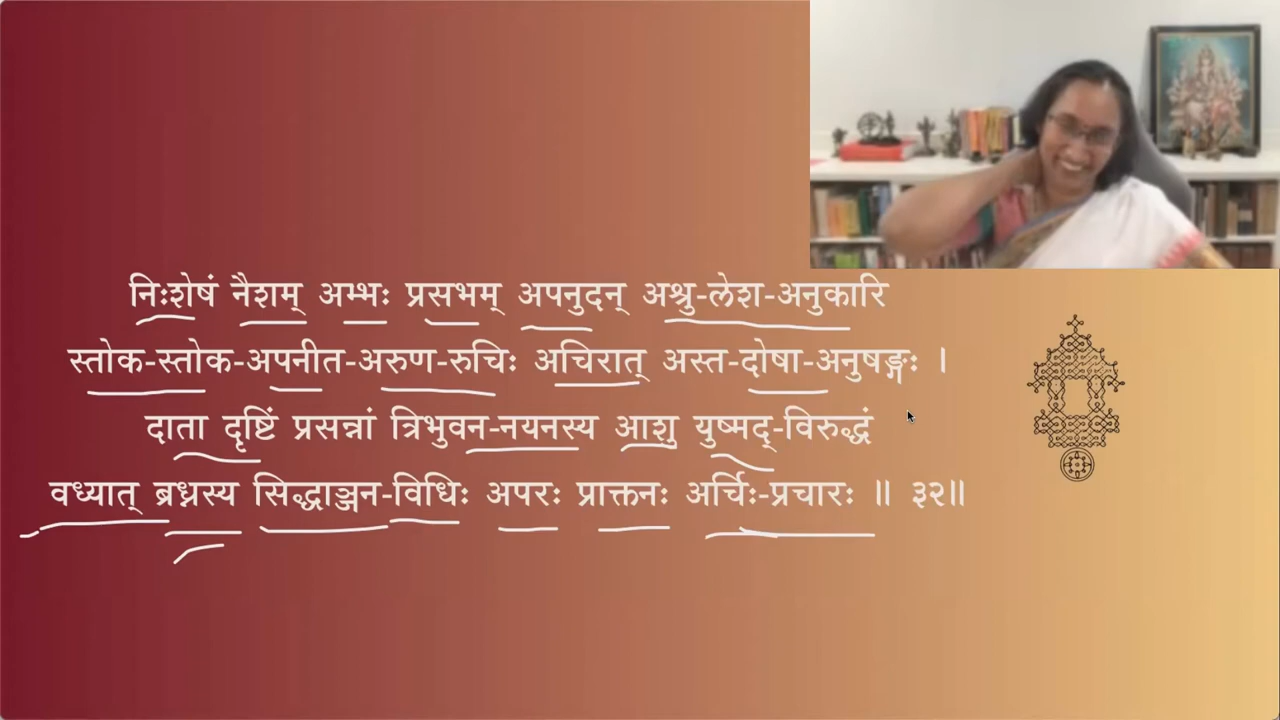 निःशेषं नैशम् अम्भः प्रसभम् अपनुदन् अश्रु-लेश-अनुकारि
स्तोक-स्तोक-अपनीत-अरुण-रुचिः अचिरात् अस्त-दोषा-अनुषङ्गः ।
दाता दृष्टिं प्रसन्नां त्रिभुवन-नयनस्य आशु युष्मद्-विरुद्धं
वध्यात् ब्रध्नस्य सिद्धाञ्जन-विधिः अपरः प्राक्तनः अर्चिः-प्रचारः ॥ ३२॥